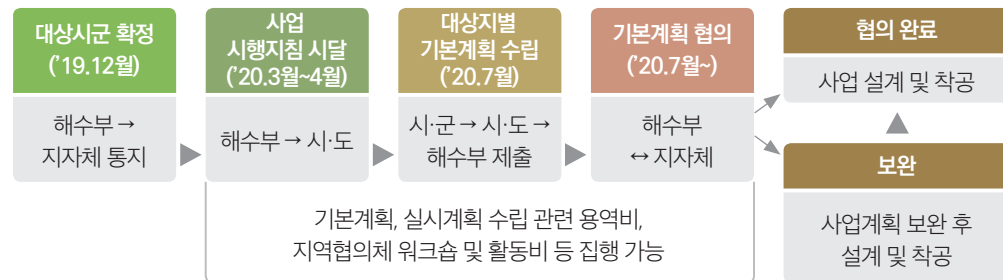 대상시군 확정
(’19.12월)
해수부 →
지자체 통지
사업
시행지침 시달
(’20.3월~4월)
해수부 → 시·도
대상지별
기본계획 수립
(’20.7월)
시·군 → 시·도 →
해수부 제출
기본계획 협의
(’20.7월~)
해수부
↔ 지자체
기본계획, 실시계획 수립 관련 용역비,
지역협의체 워크숍 및 활동비 등 집행 가능
협의 완료
사업 설계 및 착공
보완
사업계획 보완 후
설계 및 착공